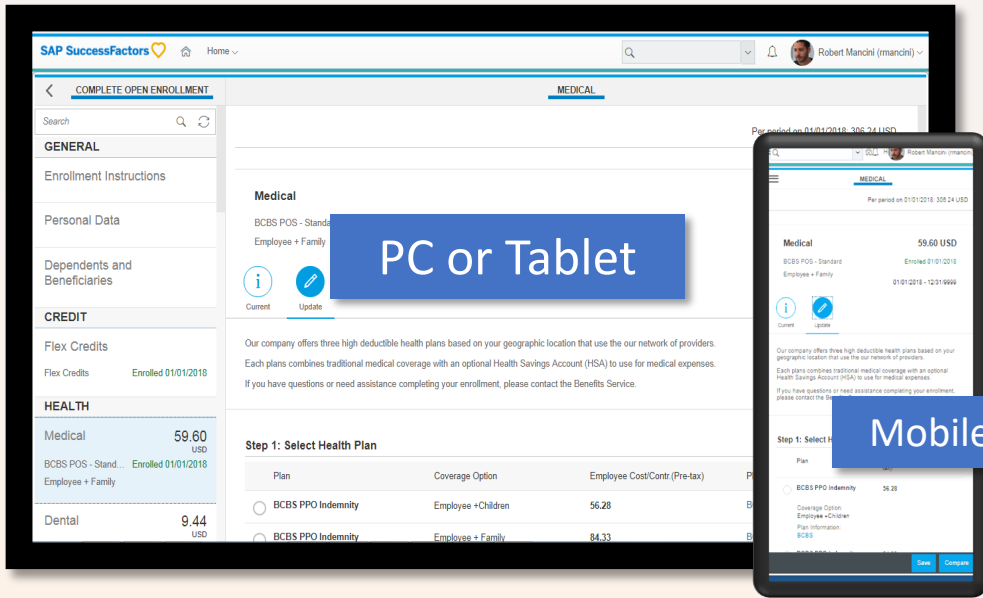 SAP SuccessFactors
Home
Robert Mancini (rmancini)
COMPLETE OPEN ENROLLMENT
MEDICAL
Search
GENERAL
Enrollment Instructions
Personal Data
Dependents and
Beneficiaries
CREDIT
Flex Credits
Flex Credits Enrolled 01/01/2018
HEALTH
Medical 59.60
USD
BCBS POS - Stand... Enrolled 01/01/2018
Employee + Family
Dental 9.44
USD
Per period on 01/01/2018: 306.24 USD
Medical
BCBS POS - Standa
Employee + Family
PC or Tablet
i
Current Update
Our company offers three high deductible health plans based on your geographic location that use the our network of providers.
Each plans combines traditional medical coverage with an optional Health Savings Account (HSA) to use for medical expenses.
If you have questions or need assistance completing your enrollment, please contact the Benefits Service.
Step 1: Select Health Plan
Plan Coverage Option Employee Cost/Contr.(Pre-tax)
BCBS PPO Indemnity Employee +Children 56.28
BCBS PPO Indemnity Employee + Family 84.33
Robert Mancini (rmancini)
MEDICAL
Per period on 01/01/2018: 306.24 USD
Medical 59.60 USD
BCBS POS - Standard Enrolled 01/01/2018
Employee + Family 01/01/2018 - 12/31/9999
i
Current Update
Our company offers three high deductible health plans based on your
geographic location that use the our network of providers.
Each plans combines traditional medical coverage with an optional
Health Savings Account (HSA) to use for medical expenses.
If you have questions or need assistance completing your enrollment,
please contact the Be
Mobile
Step 1: Select H
Plan
BCBS PPO Indemnity 56.28
Coverage Option:
Employee +Children
Plan Information:
BCBS
Save Compare